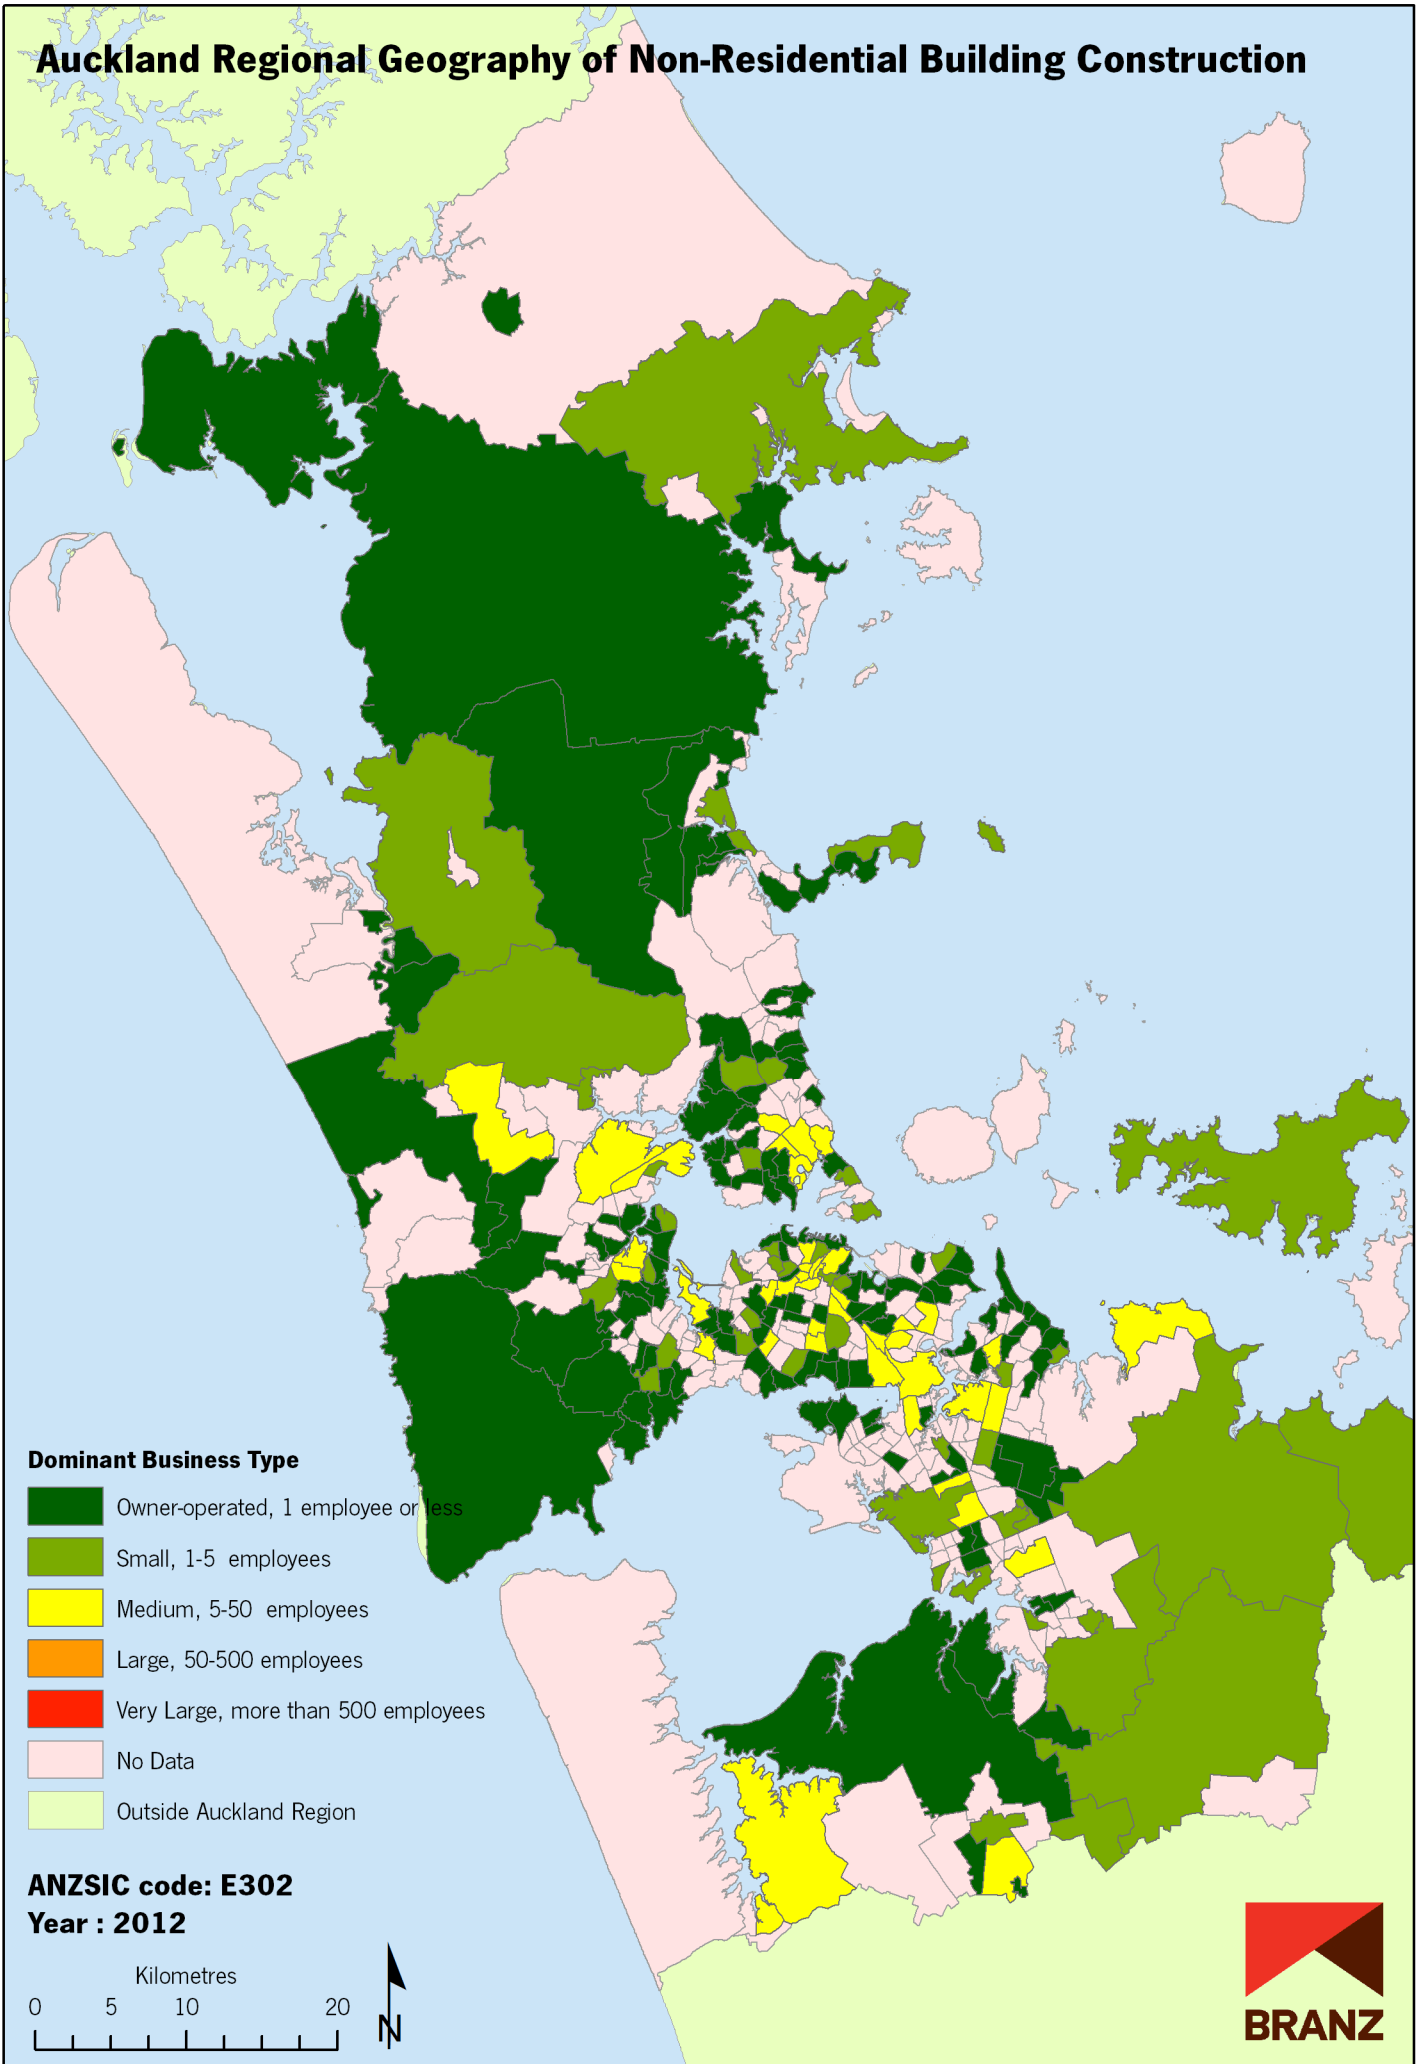 Auckland Regional Geography of Non-Residential Building Construction
Dominant Business Type
Owner-operated, 1 employee or less
Small, 1-5 employees
Medium, 5-50 employees
Large, 50-500 employees
Very Large, more than 500 employees
No Data
Outside Auckland Region
ANZSIC code: E302
Year : 2012
Kilometres
0 5 10 20
N
BRANZ